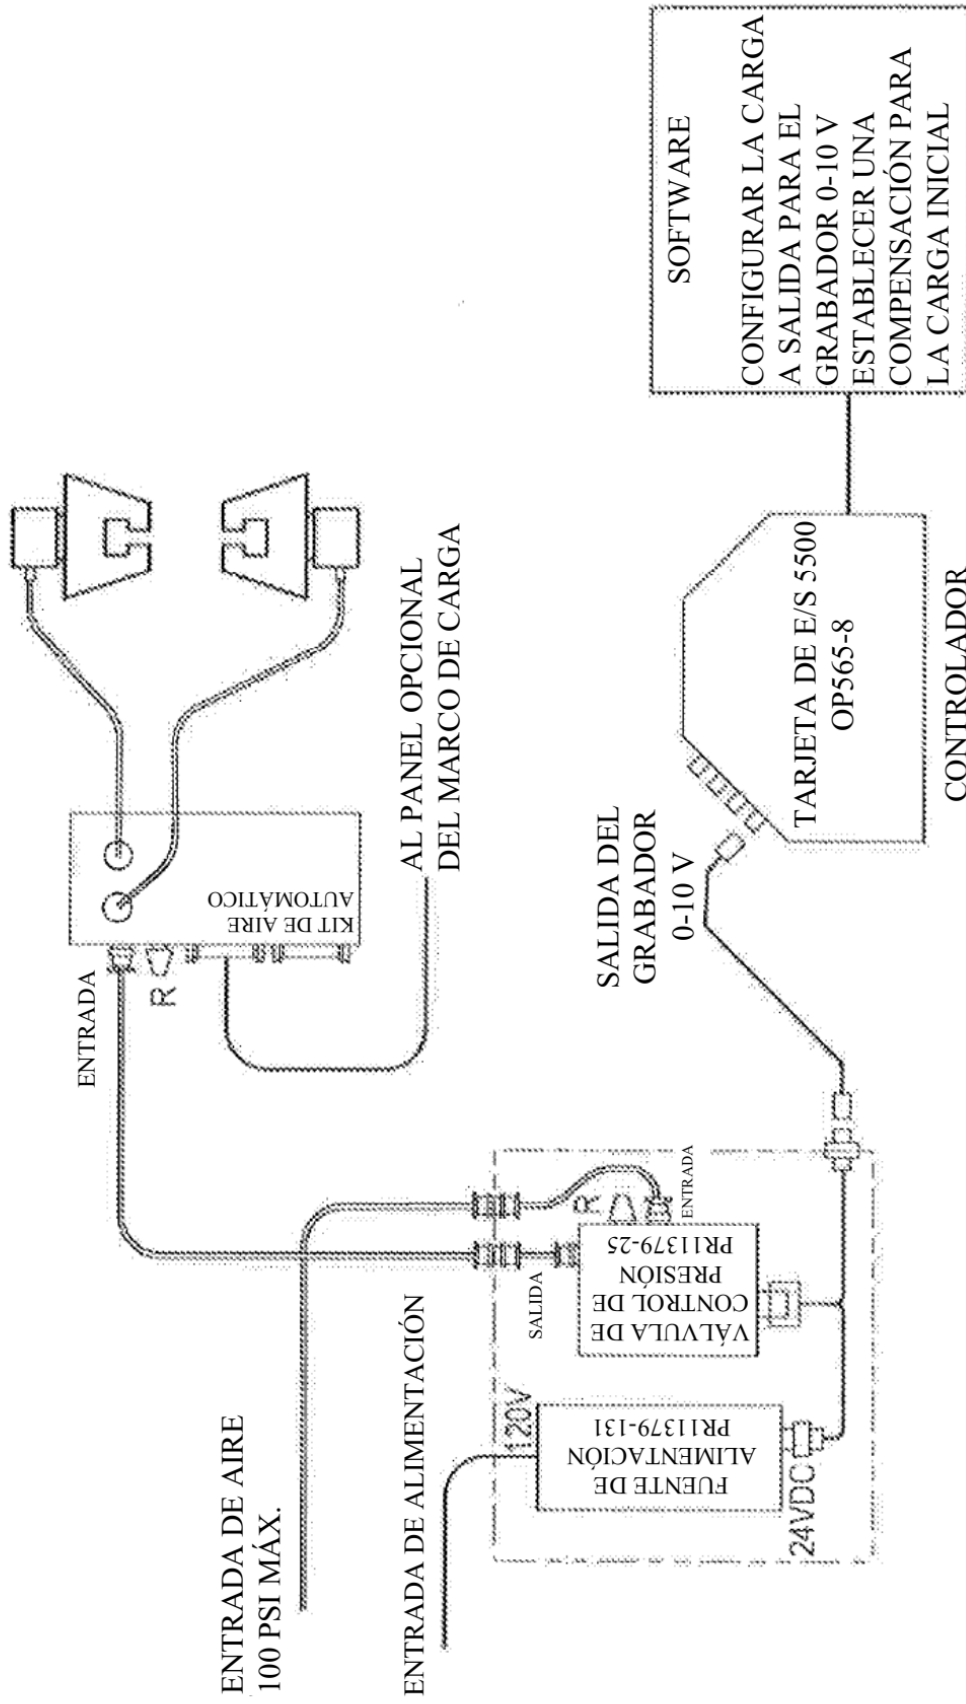 ENTRADA DE AIRE
100 PSI MÁX.
ENTRADA DE ALIMENTACIÓN
120V
FUENTE DE
ALIMENTACIÓN
PR11379-131
24VDC
SALIDA
VÁLVULA DE
CONTROL DE
PRESIÓN
PR11379-25
R
ENTRADA
ENTRADA
R
KIT DE AIRE
AUTOMÁTICO
AL PANEL OPCIONAL
DEL MARCO DE CARGA
SALIDA DEL
GRABADOR
0-10 V
TARJETA DE E/S 5500
OP565-8
CONTROLADOR
SOFTWARE
CONFIGURAR LA CARGA
A SALIDA PARA EL
GRABADOR 0-10 V
ESTABLECER UNA
COMPENSACIÓN PARA
LA CARGA INICIAL